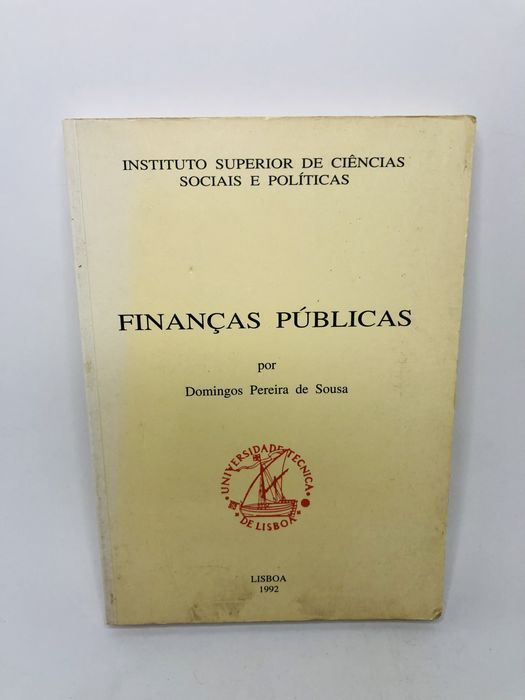 INSTITUTO SUPERIOR DE CIÊNCIAS
SOCIAIS E POLÍTICAS
FINANÇAS PÚBLICAS
por
Domingos Pereira de Sousa
UNIVERSIDADE TÉCNICA
DE LISBOA
LISBOA
1992